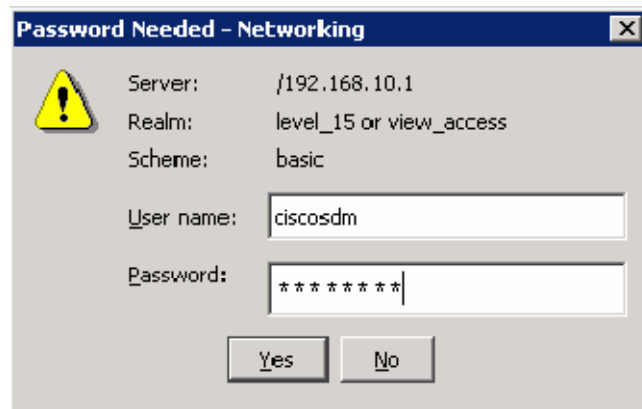 Password Needed - Networking
Server: /192.168.10.1
Realm: level_15 or view_access
Scheme: basic
User name: ciscosdm
Password: ********
Yes No